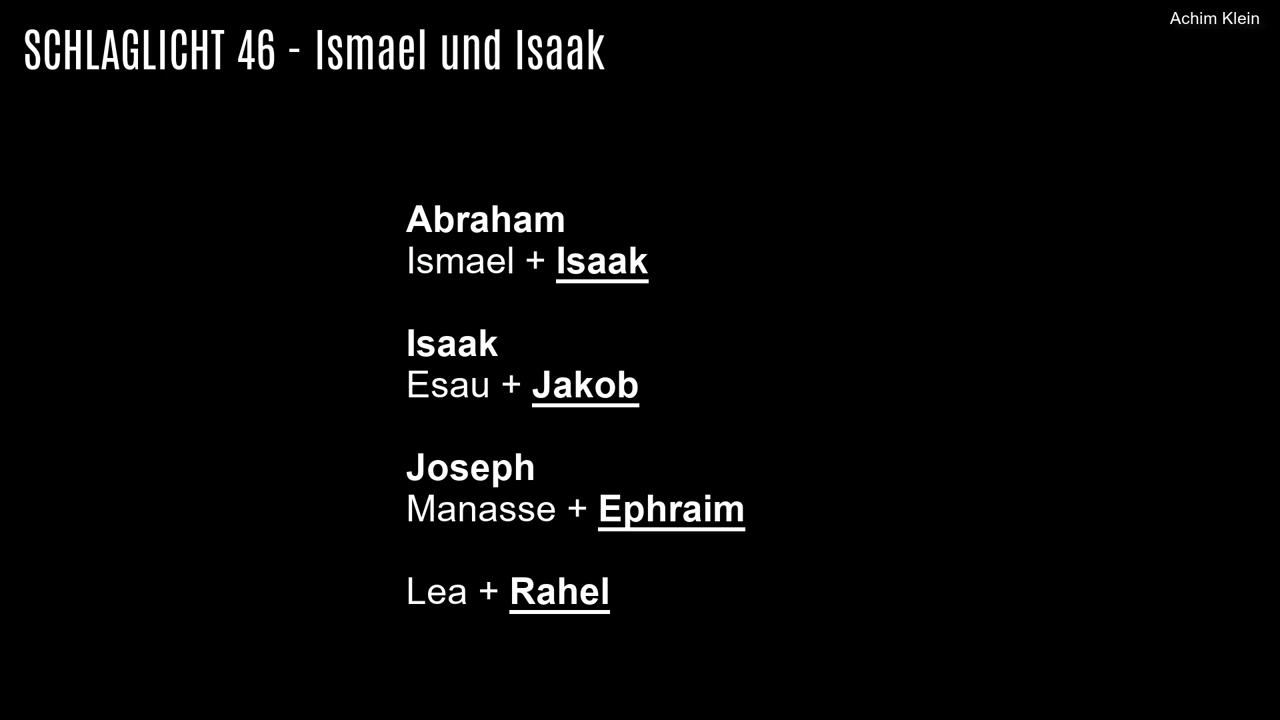 Achim Klein
SCHLAGLICHT 46 - Ismael und Isaak
Abraham
Ismael + Isaak
Isaak
Esau + Jakob
Joseph
Manasse + Ephraim
Lea + Rahel